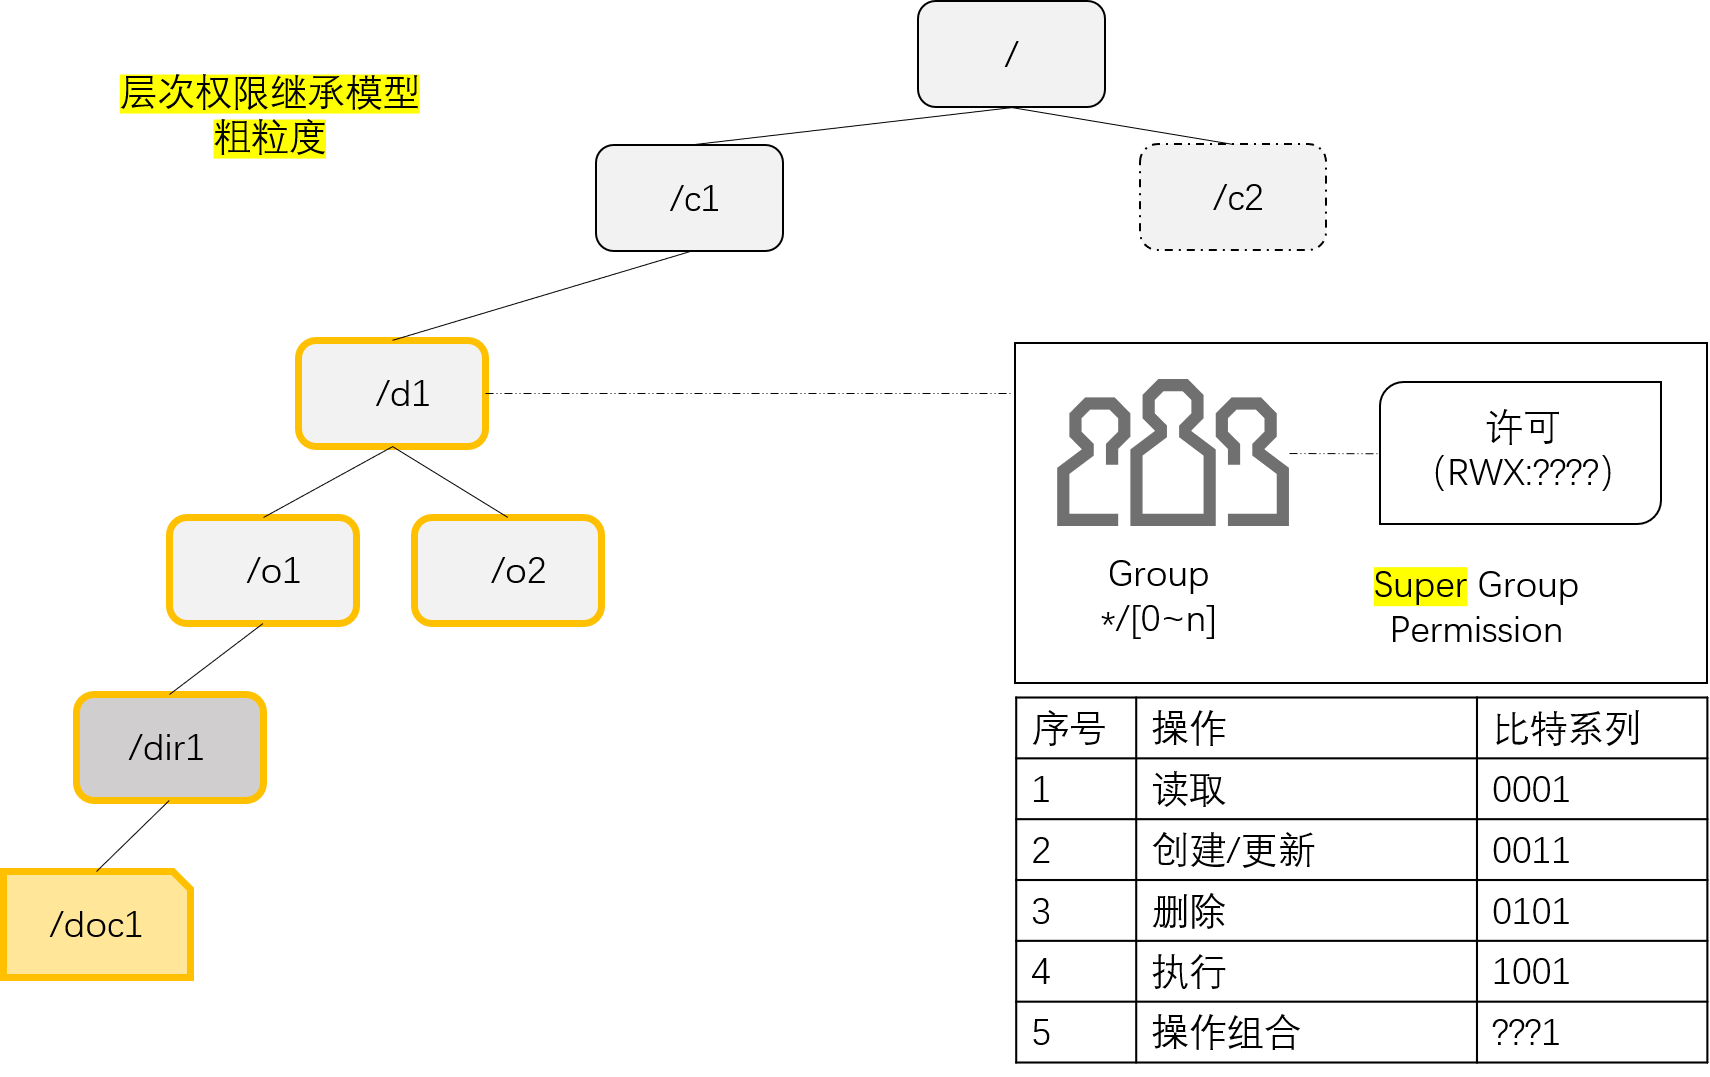 /
层次权限继承模型
粗粒度
/c1
/c2
/d1
许可
(RWX:????)
/o1
/o2
Group
*/[0~n]
Super Group
Permission
/dir1
/doc1
序号 操作 比特系列
1 读取 0001
2 创建/更新 0011
3 删除 0101
4 执行 1001
5 操作组合 ???1